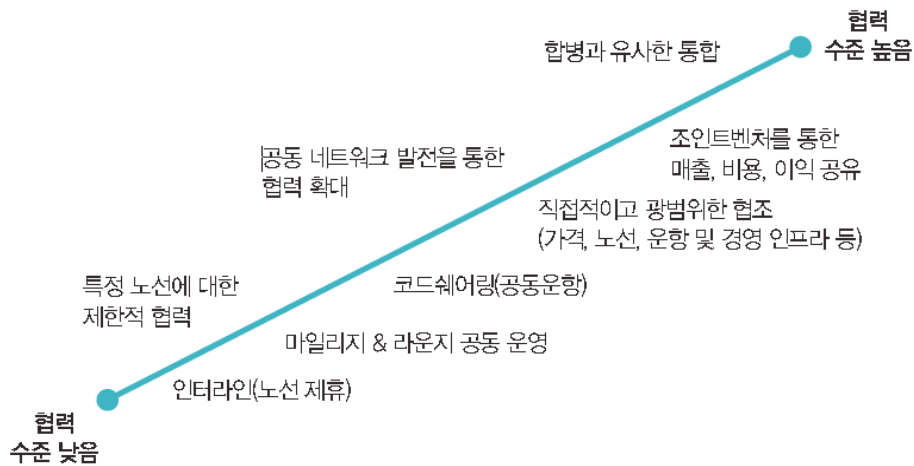 협력
수준 높음
합병과 유사한 통합
조인트벤처를 통한
매출, 비용, 이익 공유
공동 네트워크 발전을 통한
협력 확대
직접적이고 광범위한 협조
(가격, 노선, 운항 및 경영 인프라 등)
특정 노선에 대한
제한적 협력
코드쉐어링(공동운항)
마일리지 & 라운지 공동 운영
인터라인(노선 제휴)
협력
수준 낮음